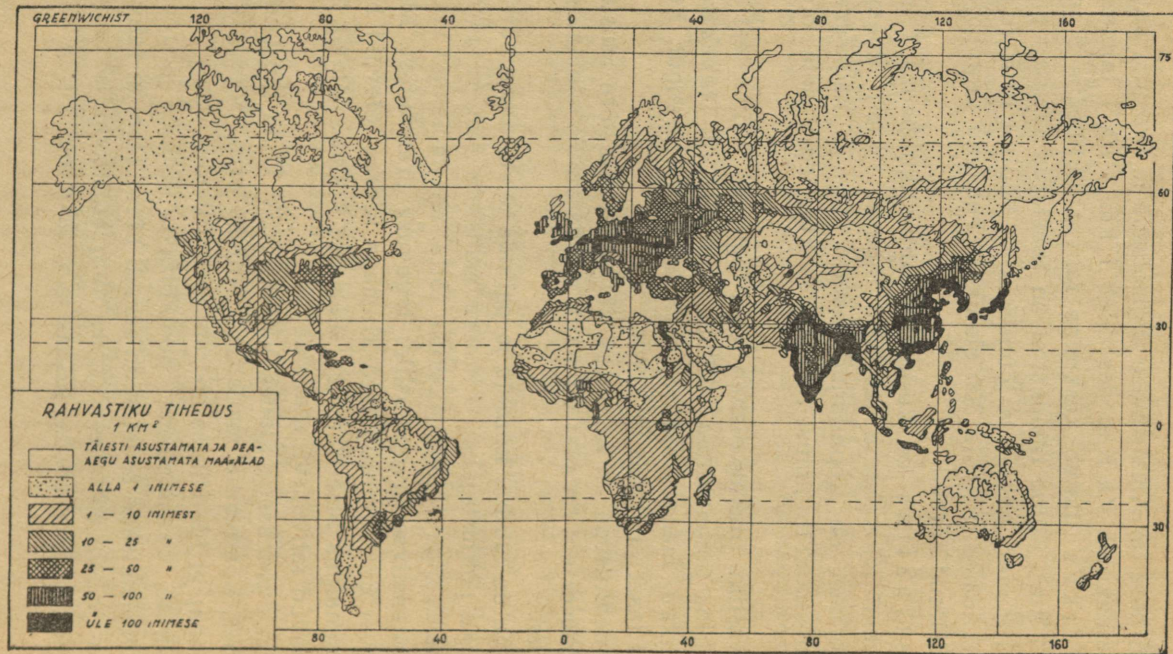 GREENWICHIST
120 80 40 0 40 80 120 160
75
60
30
0
30
RAHVASTIKU TIHEDUS
1 KM²
TÄIESTI ASUSTAMATA JA PEA-
AEGU ASUSTAMATA MAA-ALAD
ALLA 1 INIMESE
1 — 10 INIMEST
10 — 25 "
25 — 50 "
50 — 100 "
ÜLE 100 INIMESE
80 40 0 40 80 120 160